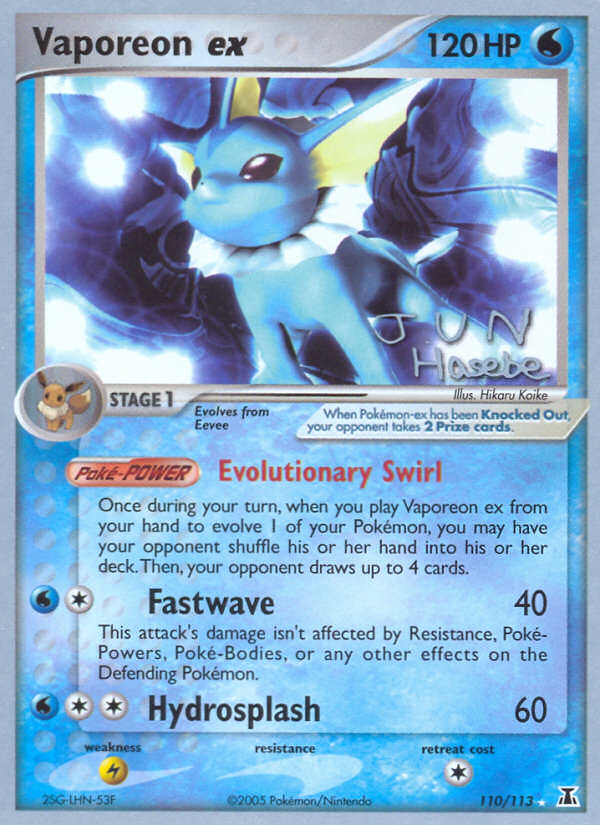 Vaporeon ex 120 HP
JUN
Hasebe
Illus. Hikaru Koike
STAGE 1
Evolves from
Eevee
When Pokémon-ex has been Knocked Out,
your opponent takes 2 Prize cards.
Poké-POWER Evolutionary Swirl
Once during your turn, when you play Vaporeon ex from
your hand to evolve 1 of your Pokémon, you may have
your opponent shuffle his or her hand into his or her
deck. Then, your opponent draws up to 4 cards.
Fastwave 40
This attack's damage isn't affected by Resistance, Poké-
Powers, Poké-Bodies, or any other effects on the
Defending Pokémon.
Hydrosplash 60
weakness resistance retreat cost
2SG-LHN-53F ©2005 Pokémon/Nintendo 110/113